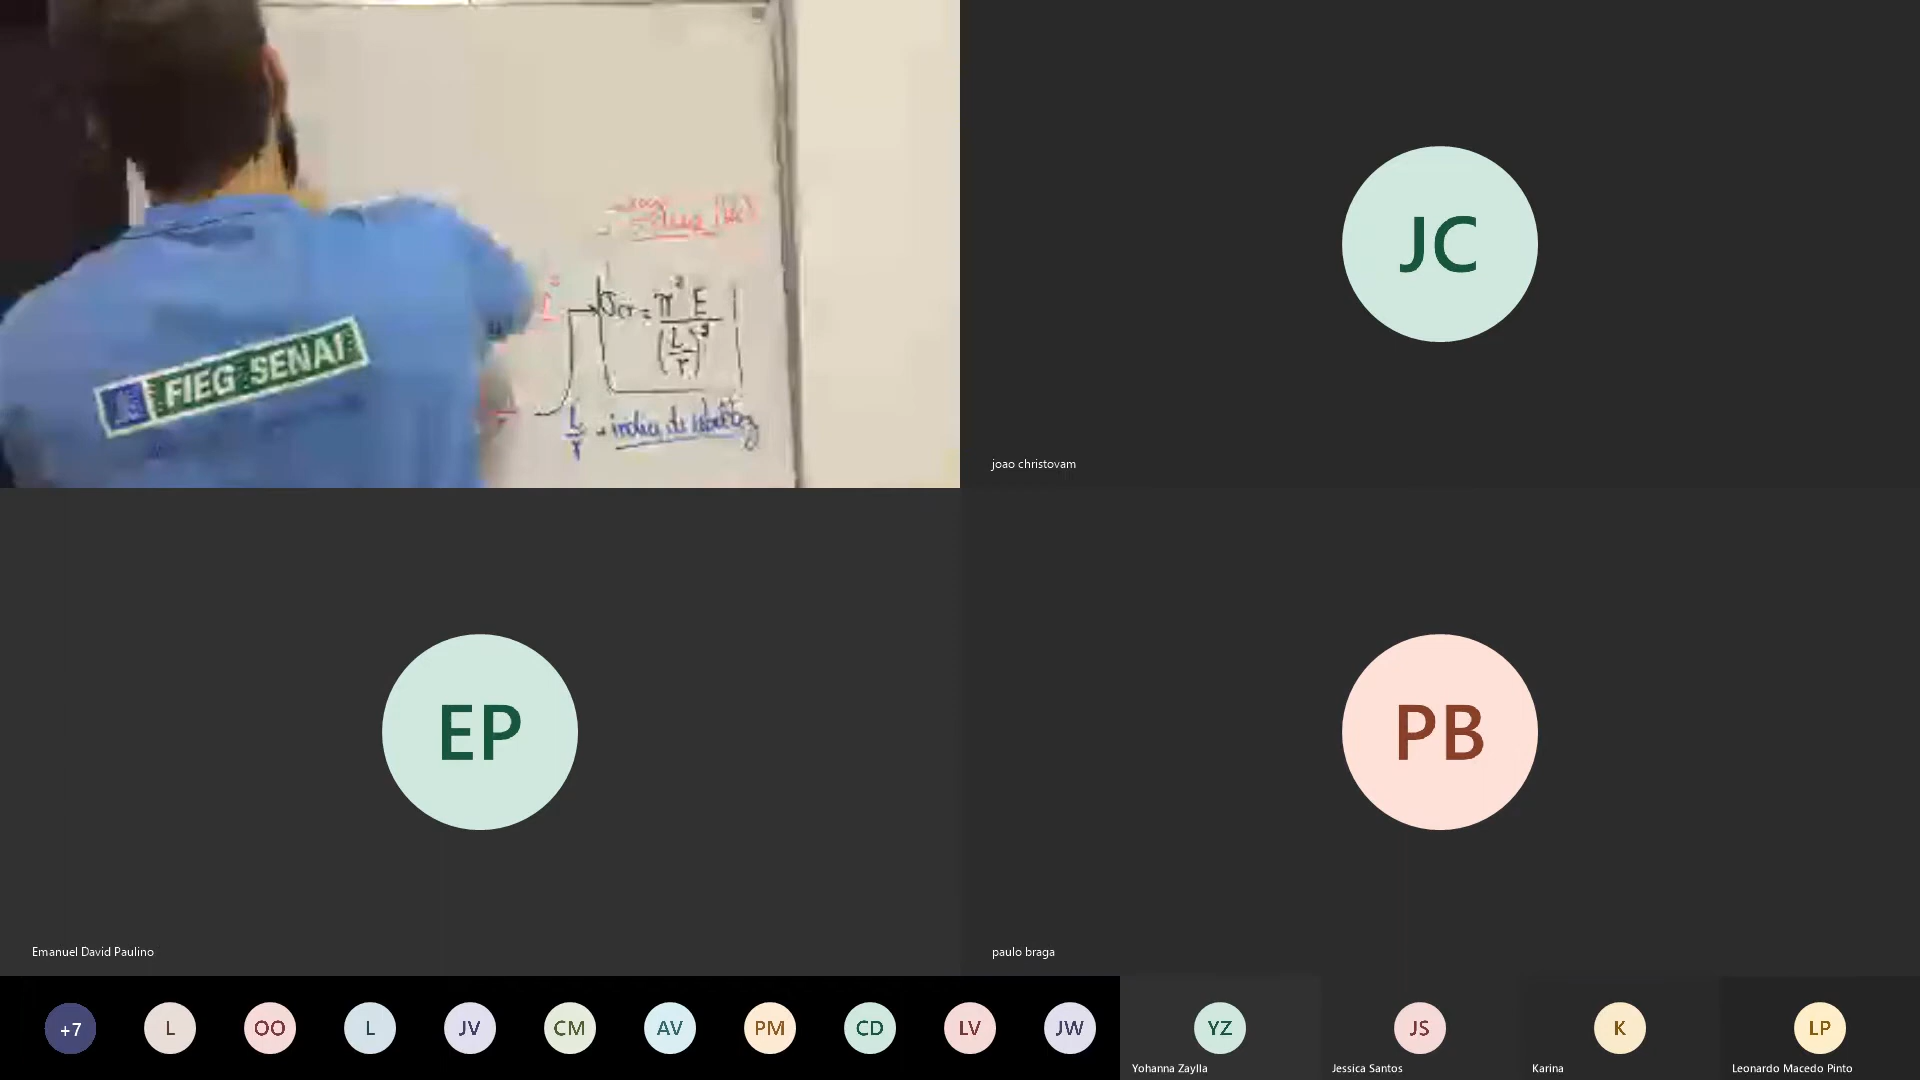 FIEG SENAI
L²
σcr = π² E
(L
r)²
L
r
índice de esbeltez
JC
joao christovam
EP
PB
Emanuel David Paulino
paulo braga
+7
L
OO
L
JV
CM
AV
PM
CD
LV
JW
YZ
JS
K
LP
Yohanna Zaylla
Jessica Santos
Karina
Leonardo Macedo Pinto